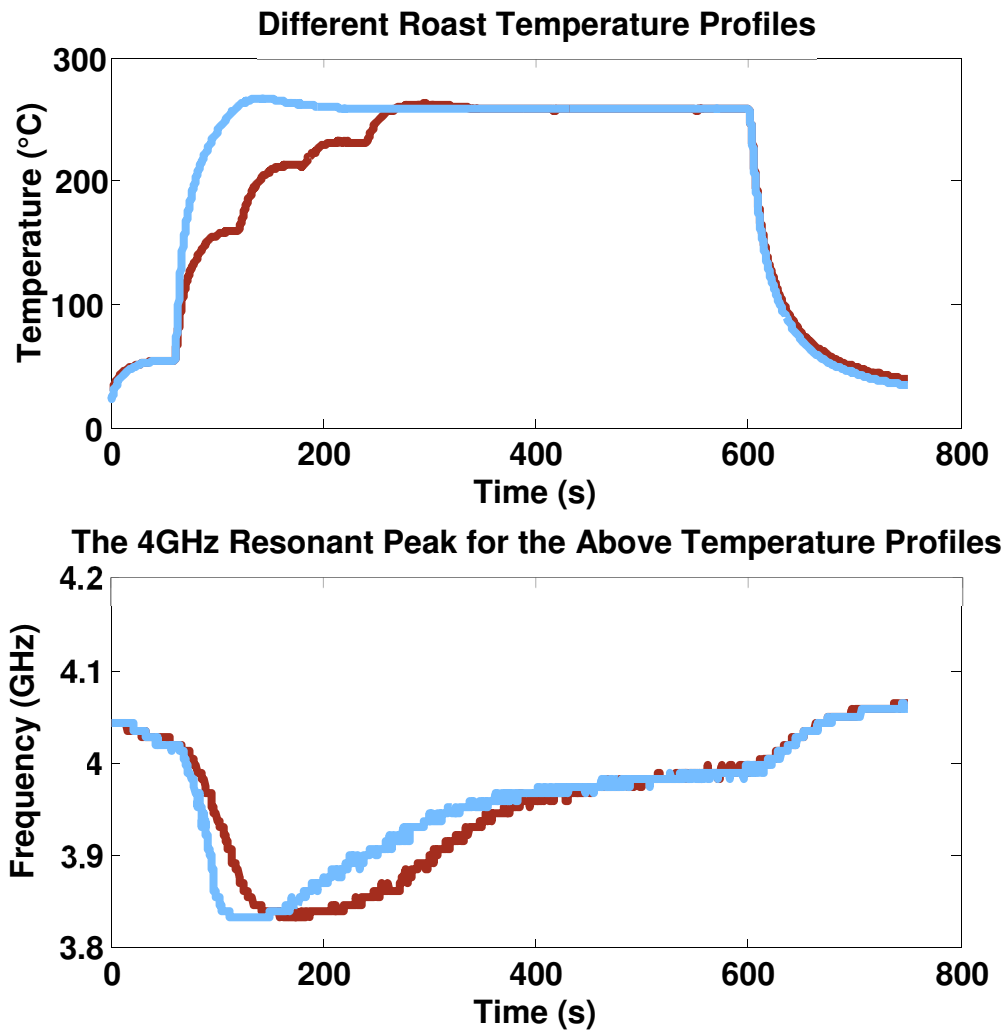 Different Roast Temperature Profiles
300
200
100
0
Temperature (°C)
0 200 400 600 800
Time (s)
The 4GHz Resonant Peak for the Above Temperature Profiles
4.2
4.1
4
3.9
3.8
Frequency (GHz)
0 200 400 600 800
Time (s)